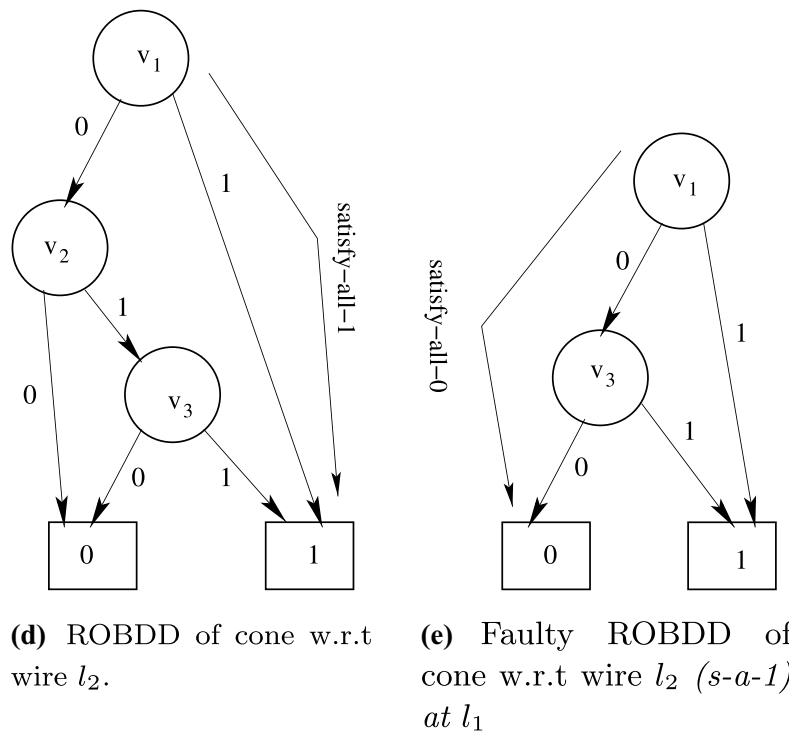 v1
0
1
v2
1
0
v3
0
1
0
1
satisfy–all–1
(d) ROBDD of cone w.r.t
wire l2.
v1
0
1
v3
1
0
0
1
satisfy–all–0
(e) Faulty ROBDD of
cone w.r.t wire l2 (s-a-1)
at l1